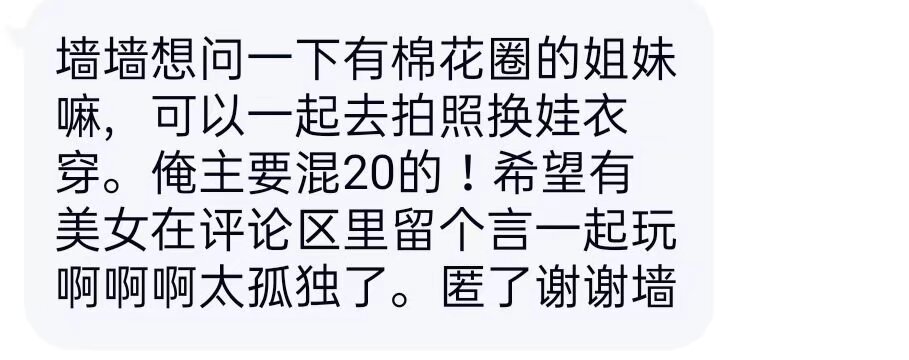 墙墙想问一下有棉花圈的姐妹
嘛，可以一起去拍照换娃衣
穿。俺主要混20的！希望有
美女在评论区里留个言一起玩
啊啊啊太孤独了。匿了谢谢墙